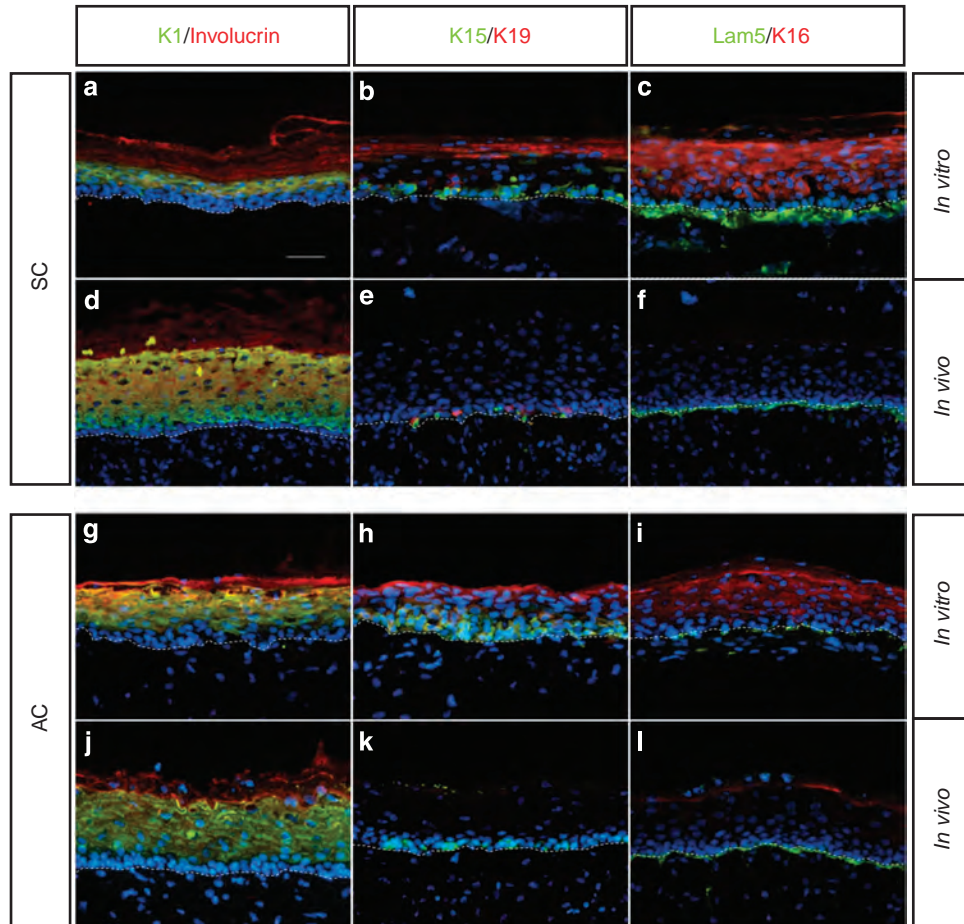 K1/Involucrin
K15/K19
Lam5/K16
SC
a
b
c
In vitro
d
e
f
In vivo
AC
g
h
i
In vitro
j
k
l
In vivo